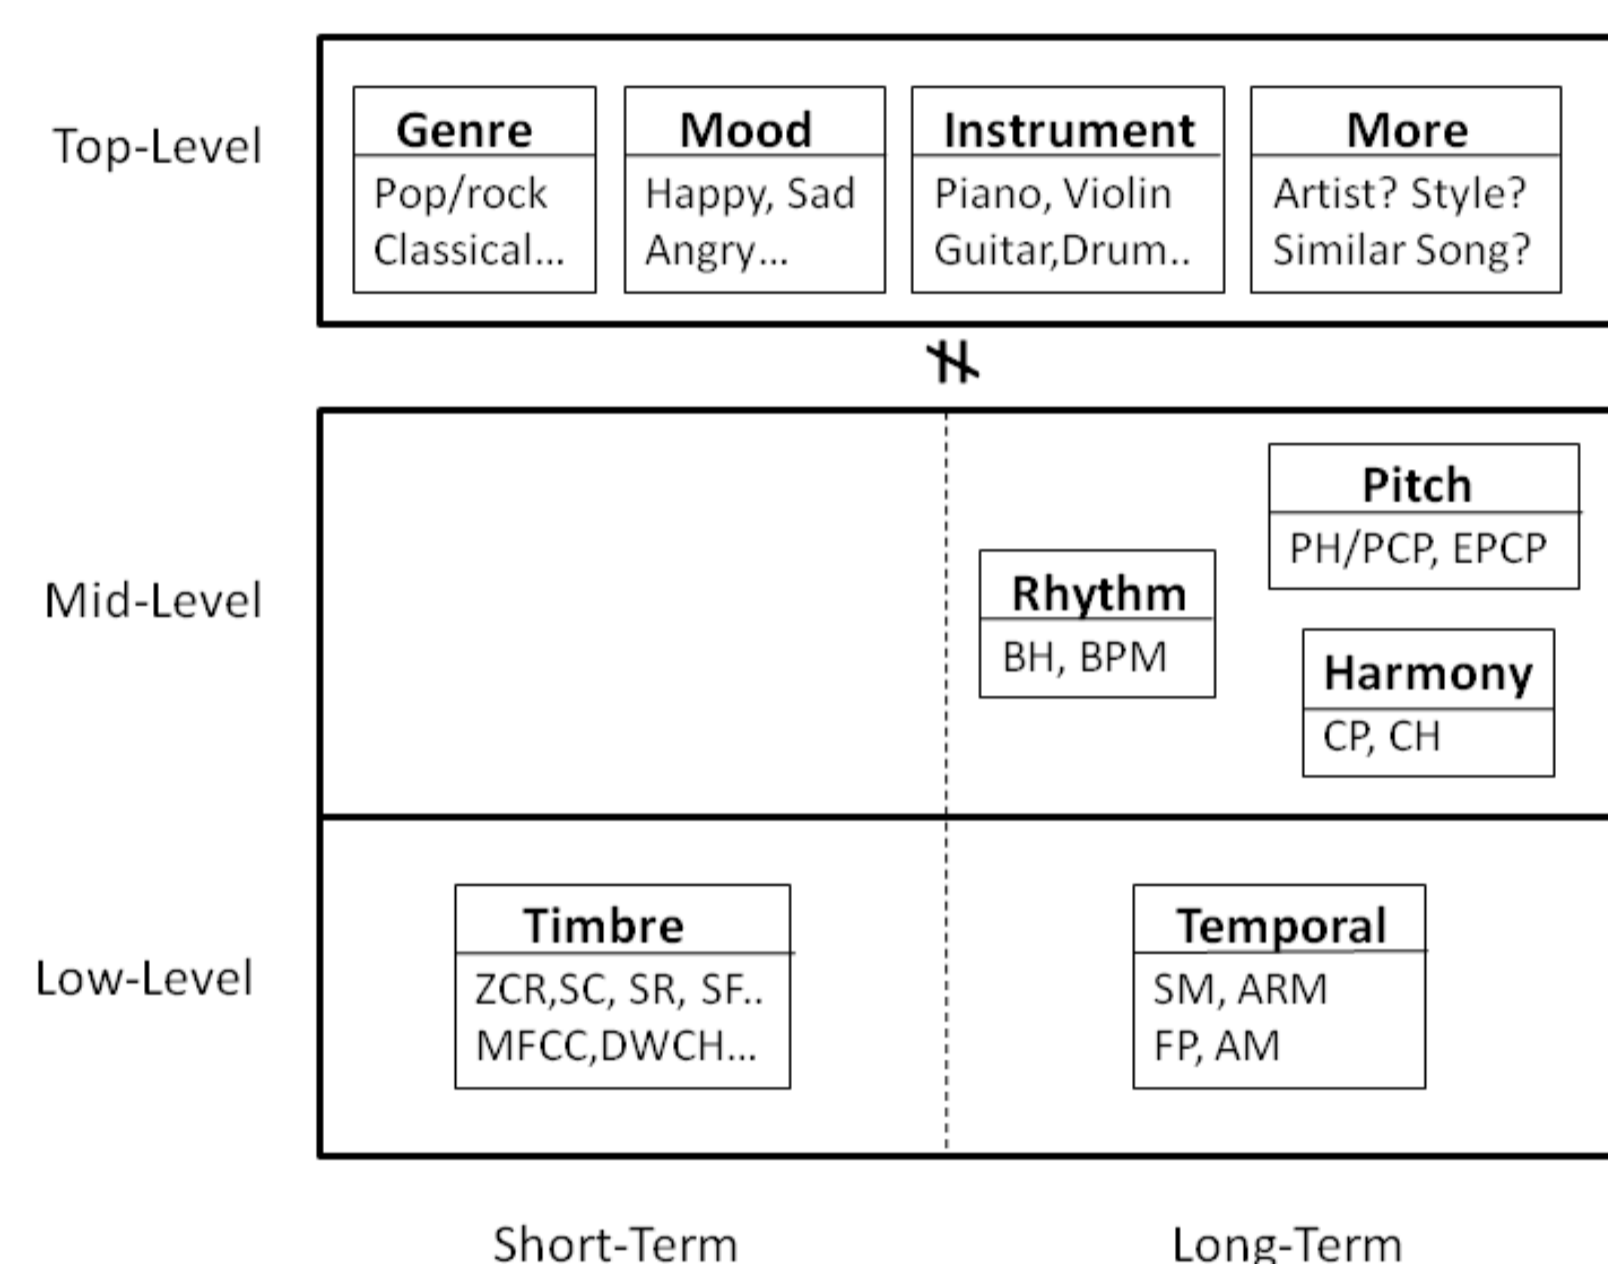 Top-Level
Genre
Pop/rock
Classical...
Mood
Happy, Sad
Angry...
Instrument
Piano, Violin
Guitar,Drum..
More
Artist? Style?
Similar Song?
Mid-Level
Pitch
PH/PCP, EPCP
Rhythm
BH, BPM
Harmony
CP, CH
Low-Level
Timbre
ZCR,SC, SR, SF..
MFCC,DWCH...
Temporal
SM, ARM
FP, AM
Short-Term
Long-Term